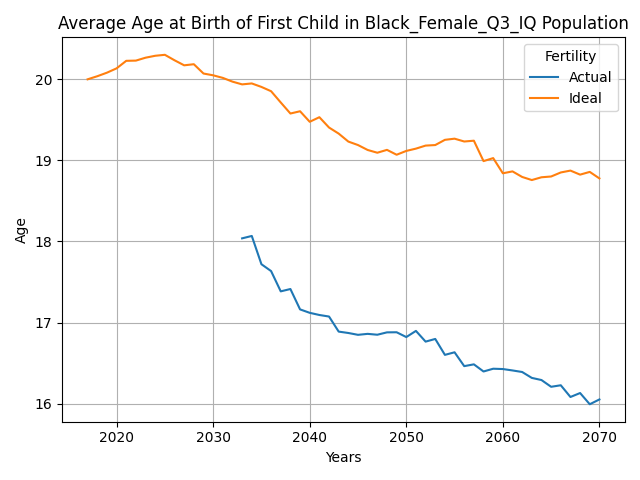 Average Age at Birth of First Child in Black_Female_Q3_IQ Population
Fertility
Actual
Ideal
Age
20
19
18
17
16
2020
2030
2040
2050
2060
2070
Years